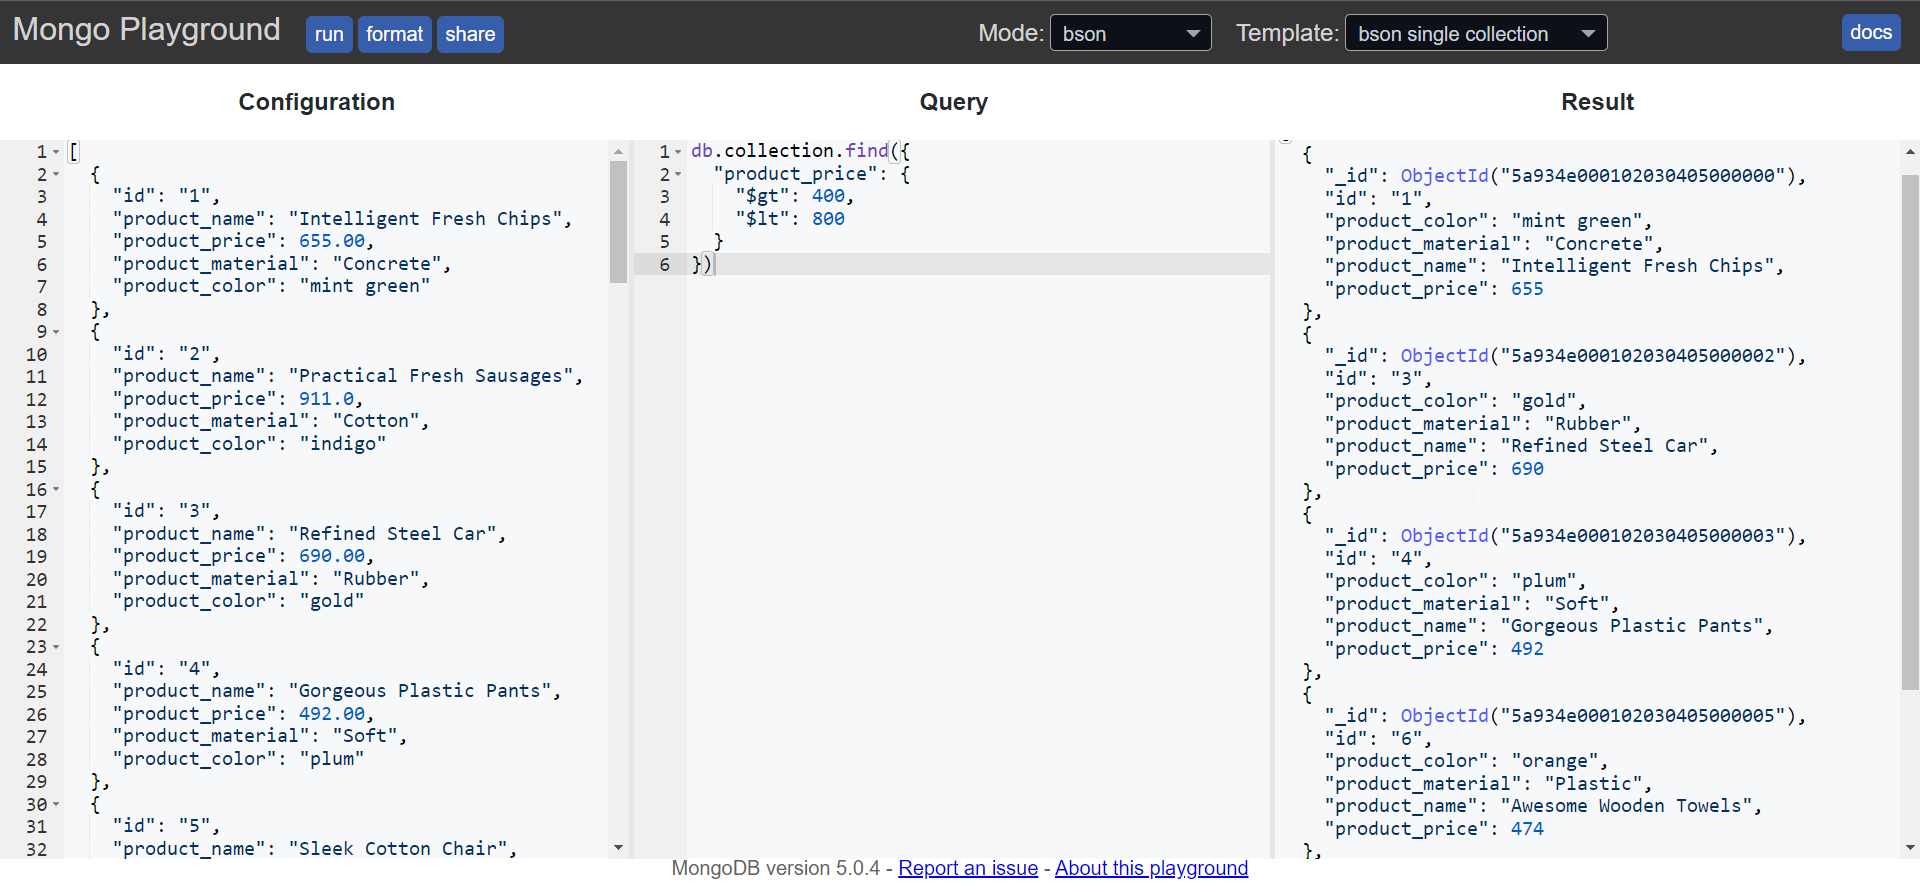 Mongo Playground run format share Mode: bson Template: bson single collection docs
Configuration Query Result
1 [
2 {
3 "id": "1",
4 "product_name": "Intelligent Fresh Chips",
5 "product_price": 655.00,
6 "product_material": "Concrete",
7 "product_color": "mint green"
8 },
9 {
10 "id": "2",
11 "product_name": "Practical Fresh Sausages",
12 "product_price": 911.0,
13 "product_material": "Cotton",
14 "product_color": "indigo"
15 },
16 {
17 "id": "3",
18 "product_name": "Refined Steel Car",
19 "product_price": 690.00,
20 "product_material": "Rubber",
21 "product_color": "gold"
22 },
23 {
24 "id": "4",
25 "product_name": "Gorgeous Plastic Pants",
26 "product_price": 492.00,
27 "product_material": "Soft",
28 "product_color": "plum"
29 },
30 {
31 "id": "5",
32 "product_name": "Sleek Cotton Chair",
1 db.collection.find({
2 "product_price": {
3 "$gt": 400,
4 "$lt": 800
5 }
6 })
{
"_id": ObjectId("5a934e000102030405000000"),
"id": "1",
"product_color": "mint green",
"product_material": "Concrete",
"product_name": "Intelligent Fresh Chips",
"product_price": 655
},
{
"_id": ObjectId("5a934e000102030405000002"),
"id": "3",
"product_color": "gold",
"product_material": "Rubber",
"product_name": "Refined Steel Car",
"product_price": 690
},
{
"_id": ObjectId("5a934e000102030405000003"),
"id": "4",
"product_color": "plum",
"product_material": "Soft",
"product_name": "Gorgeous Plastic Pants",
"product_price": 492
},
{
"_id": ObjectId("5a934e000102030405000005"),
"id": "6",
"product_color": "orange",
"product_material": "Plastic",
"product_name": "Awesome Wooden Towels",
"product_price": 474
},
MongoDB version 5.0.4 - Report an issue - About this playground